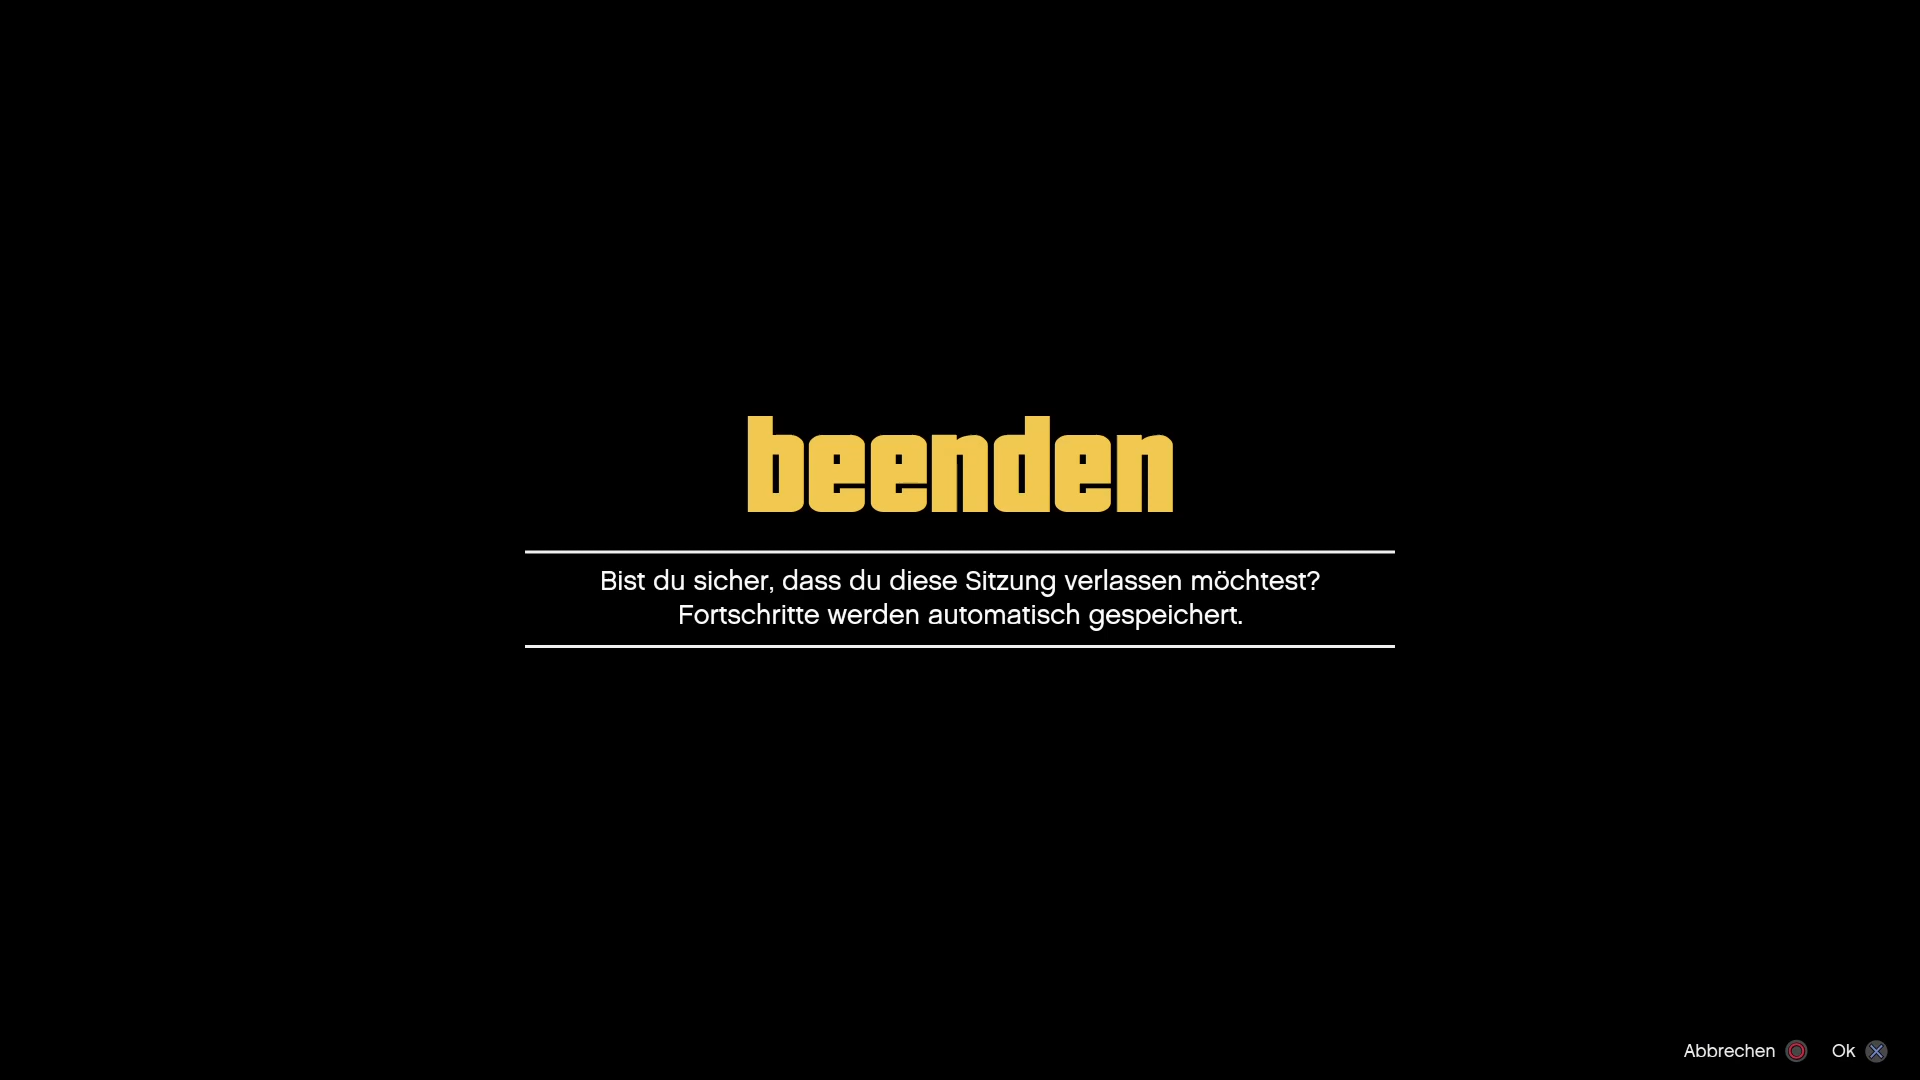 beenden
Bist du sicher, dass du diese Sitzung verlassen möchtest?
Fortschritte werden automatisch gespeichert.
Abbrechen Ok